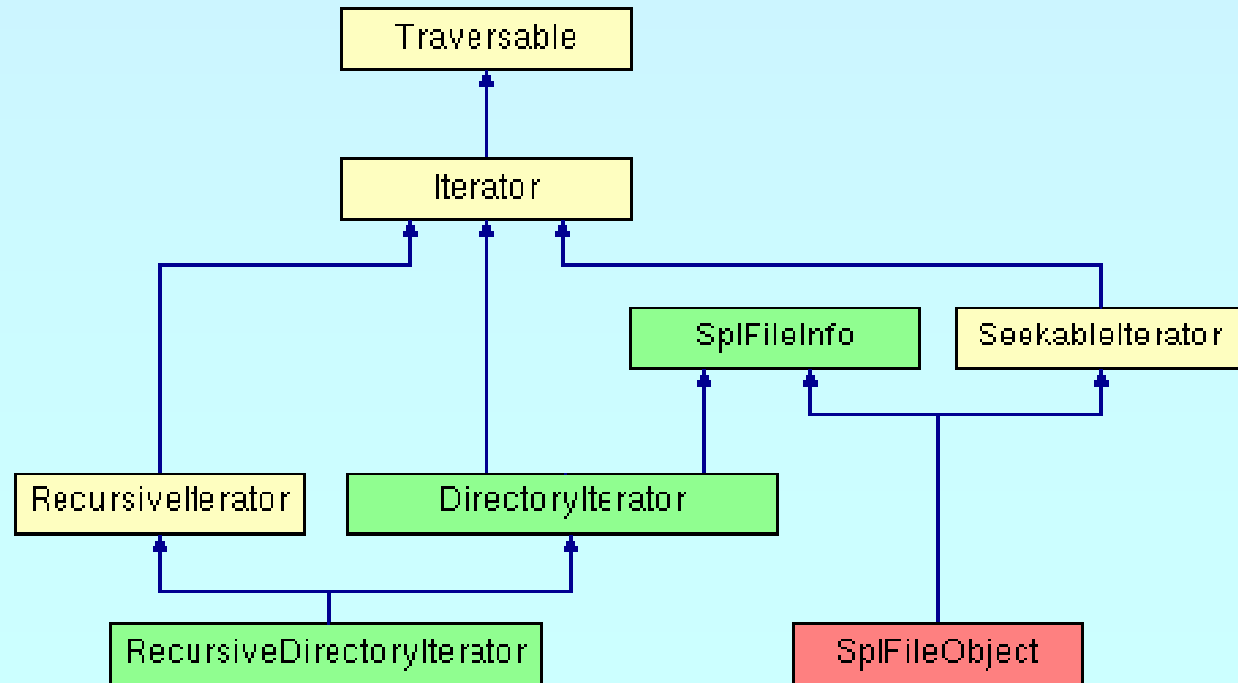 Traversable
Iterator
SplFileInfo
SeekableIterator
RecursiveIterator
DirectoryIterator
RecursiveDirectoryIterator
SplFileObject